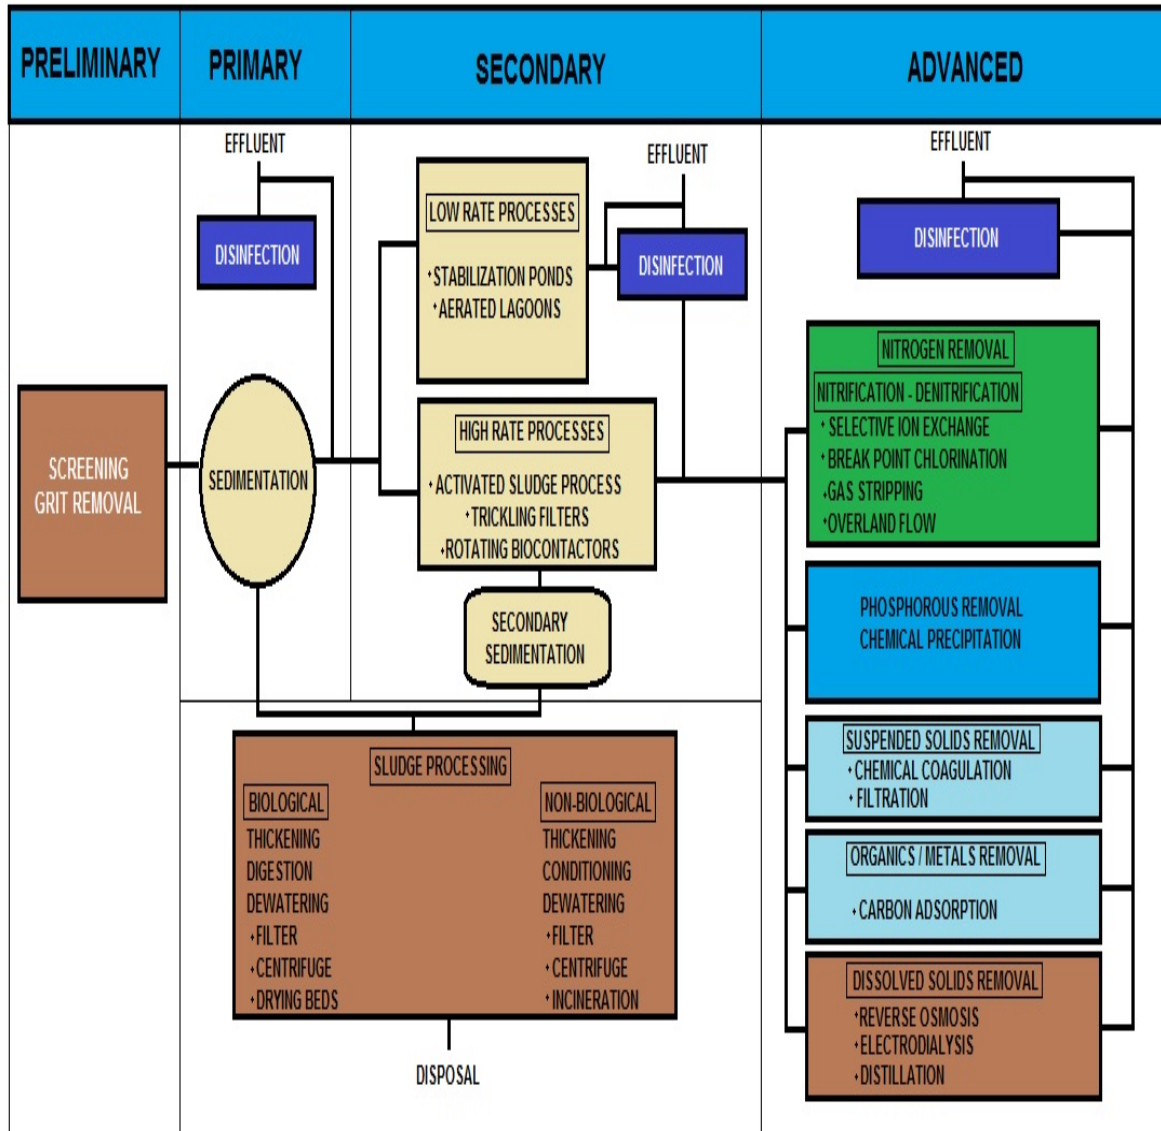 PRELIMINARY
PRIMARY
SECONDARY
ADVANCED
SCREENING
GRIT REMOVAL
EFFLUENT
DISINFECTION
SEDIMENTATION
LOW RATE PROCESSES
+STABILIZATION PONDS
+AERATED LAGOONS
EFFLUENT
DISINFECTION
HIGH RATE PROCESSES
+ACTIVATED SLUDGE PROCESS
+TRICKLING FILTERS
+ROTATING BIOCONTACTORS
SECONDARY
SEDIMENTATION
SLUDGE PROCESSING
BIOLOGICAL
THICKENING
DIGESTION
DEWATERING
+FILTER
+CENTRIFUGE
+DRYING BEDS
NON-BIOLOGICAL
THICKENING
CONDITIONING
DEWATERING
+FILTER
+CENTRIFUGE
+INCINERATION
DISPOSAL
EFFLUENT
DISINFECTION
NITROGEN REMOVAL
NITRIFICATION - DENITRIFICATION
+SELECTIVE ION EXCHANGE
+BREAK POINT CHLORINATION
+GAS STRIPPING
+OVERLAND FLOW
PHOSPHOROUS REMOVAL
CHEMICAL PRECIPITATION
SUSPENDED SOLIDS REMOVAL
+CHEMICAL COAGULATION
+FILTRATION
ORGANICS / METALS REMOVAL
+CARBON ADSORPTION
DISSOLVED SOLIDS REMOVAL
+REVERSE OSMOSIS
+ELECTRODIALYSIS
+DISTILLATION